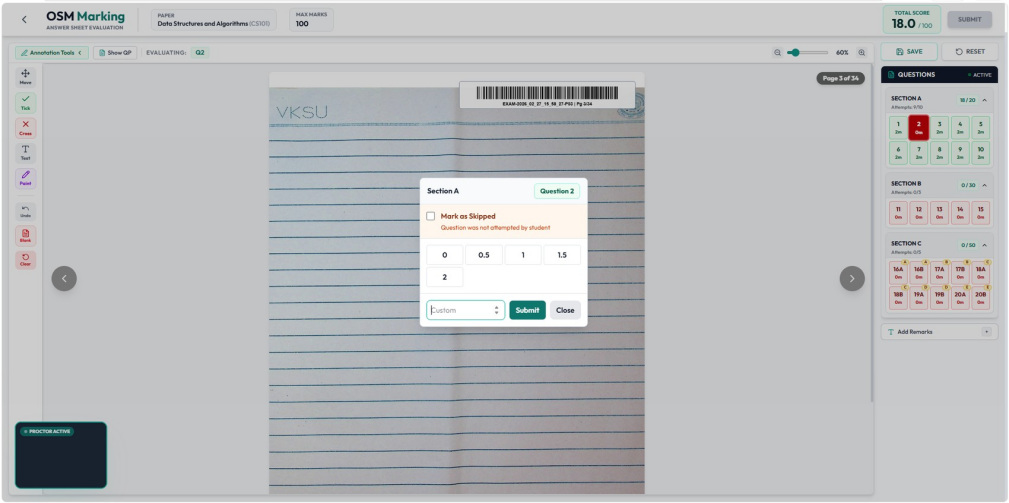 OSM Marking
ANSWER SHEET EVALUATION
PAPER
Data Structures and Algorithms (CS101)
MAX MARKS
100
TOTAL SCORE
18.0 / 100
SUBMIT
Annotation Tools
Show QP
EVALUATING: Q2
60%
SAVE
RESET
Move
Tick
Cross
Text
Paint
Undo
Blank
Clear
Page 3 of 34
VKSU
Section A
Question 2
Mark as Skipped
Question was not attempted by student
0 0.5 1 1.5
2
Custom
Submit
Close
PROCTOR ACTIVE
QUESTIONS
ACTIVE
SECTION A
18/20
Attempts: 9/10
1 2 3 4 5
2m 0m 2m 2m 2m
6 7 8 9 10
2m 2m 2m 2m 2m
SECTION B
0/30
Attempts: 0/5
11 12 13 14 15
0m 0m 0m 0m 0m
SECTION C
0/50
Attempts: 0/5
16A 16B 17A 17B 18A
0m 0m 0m 0m 0m
18B 19A 19B 20A 20B
0m 0m 0m 0m 0m
Add Remarks